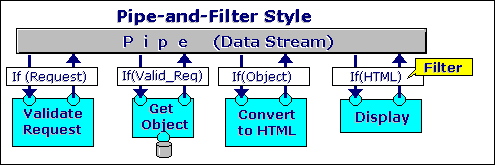 Pipe-and-Filter Style
P i p e (Data Stream)
If (Request) If(Valid_Req) If(Object) If(HTML) Filter
Validate
Request
Get
Object
Convert
to HTML
Display